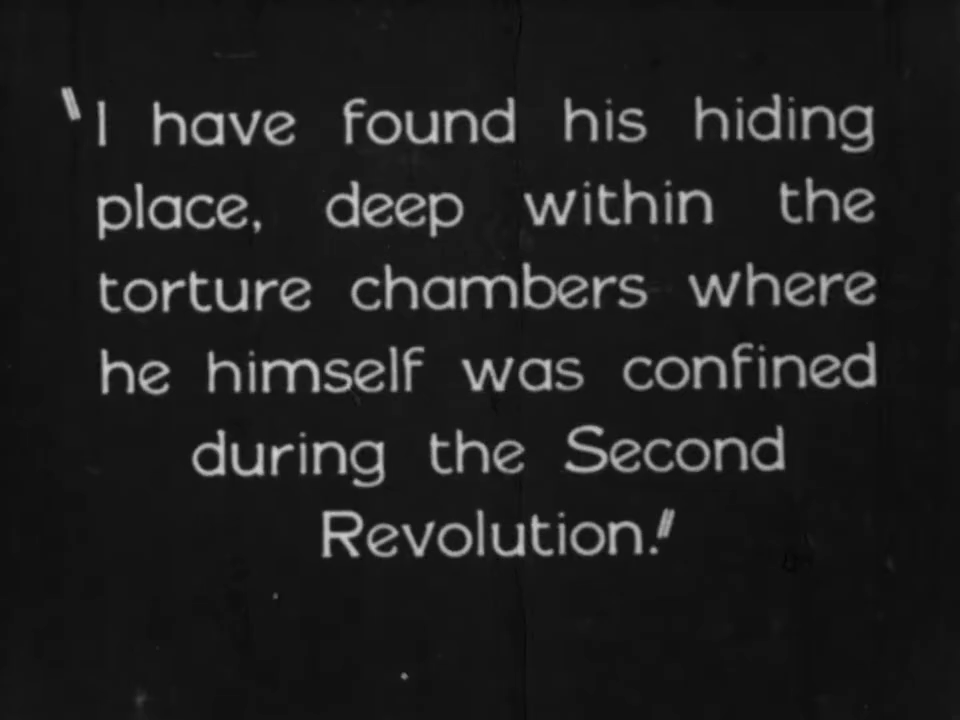 "I have found his hiding
place, deep within the
torture chambers where
he himself was confined
during the Second
Revolution."